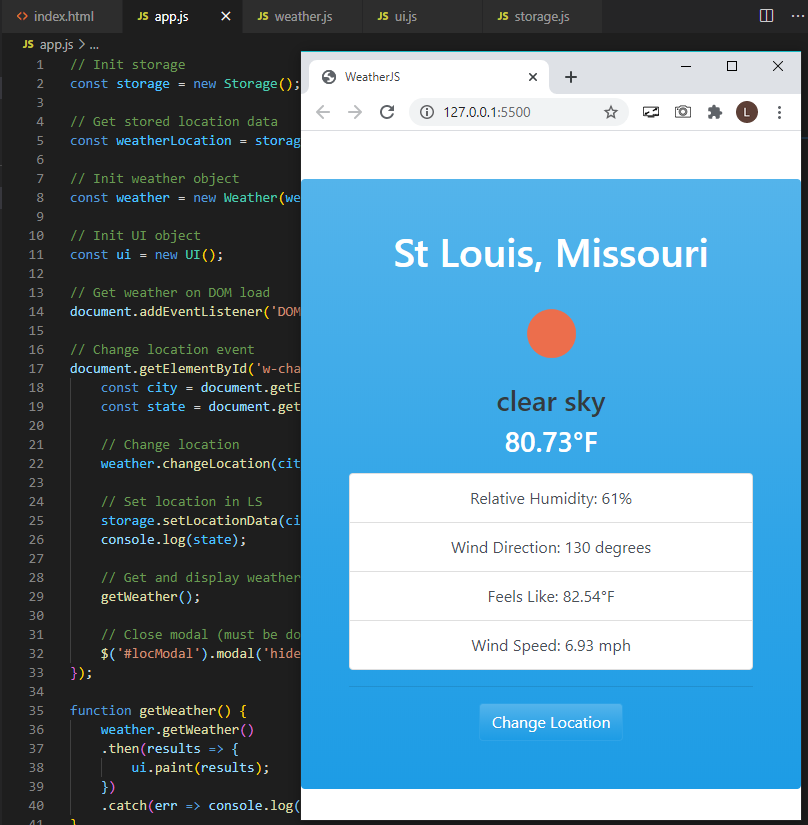 index.html
JS app.js
JS weather.js
JS ui.js
JS storage.js
JS app.js > ...
1 // Init storage
2 const storage = new Storage();
3
4 // Get stored location data
5 const weatherLocation = storag
6
7 // Init weather object
8 const weather = new Weather(we
9
10 // Init UI object
11 const ui = new UI();
12
13 // Get weather on DOM load
14 document.addEventListener('DOM
15
16 // Change location event
17 document.getElementById('w-cha
18 const city = document.getE
19 const state = document.get
20
21 // Change location
22 weather.changeLocation(cit
23
24 // Set location in LS
25 storage.setLocationData(ci
26 console.log(state);
27
28 // Get and display weather
29 getWeather();
30
31 // Close modal (must be do
32 $('#locModal').modal('hide
33 });
34
35 function getWeather() {
36 weather.getWeather()
37 .then(results => {
38 ui.paint(results);
39 })
40 .catch(err => console.log(
41 }
WeatherJS
127.0.0.1:5500
L
St Louis, Missouri
clear sky
80.73°F
Relative Humidity: 61%
Wind Direction: 130 degrees
Feels Like: 82.54°F
Wind Speed: 6.93 mph
Change Location